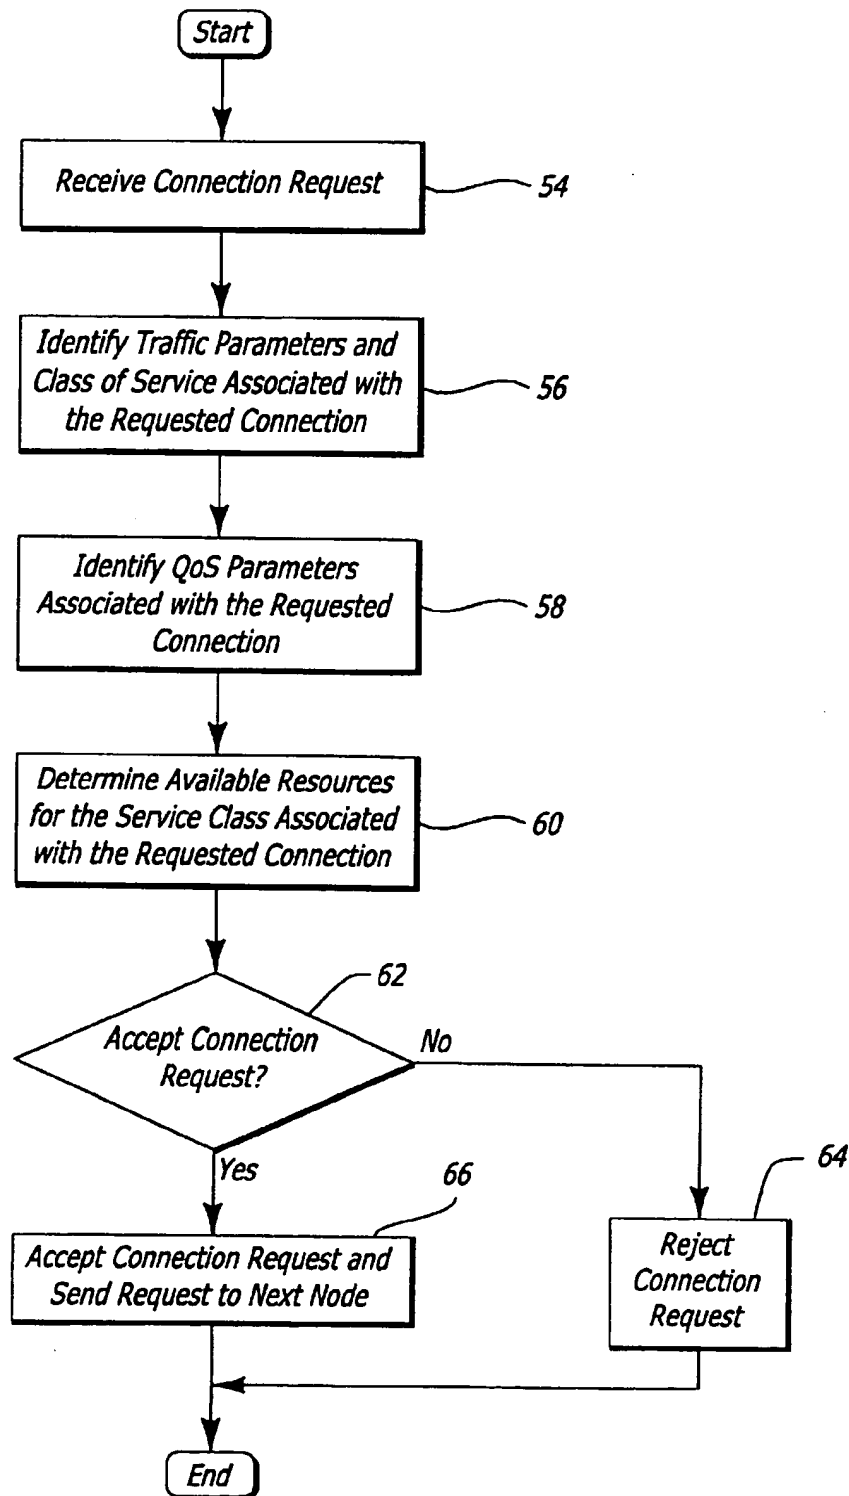 Start
Receive Connection Request
54
Identify Traffic Parameters and
Class of Service Associated with
the Requested Connection
56
Identify QoS Parameters
Associated with the Requested
Connection
58
Determine Available Resources
for the Service Class Associated
with the Requested Connection
60
62
Accept Connection
Request?
No
Yes
66
64
Accept Connection Request and
Send Request to Next Node
Reject
Connection
Request
End